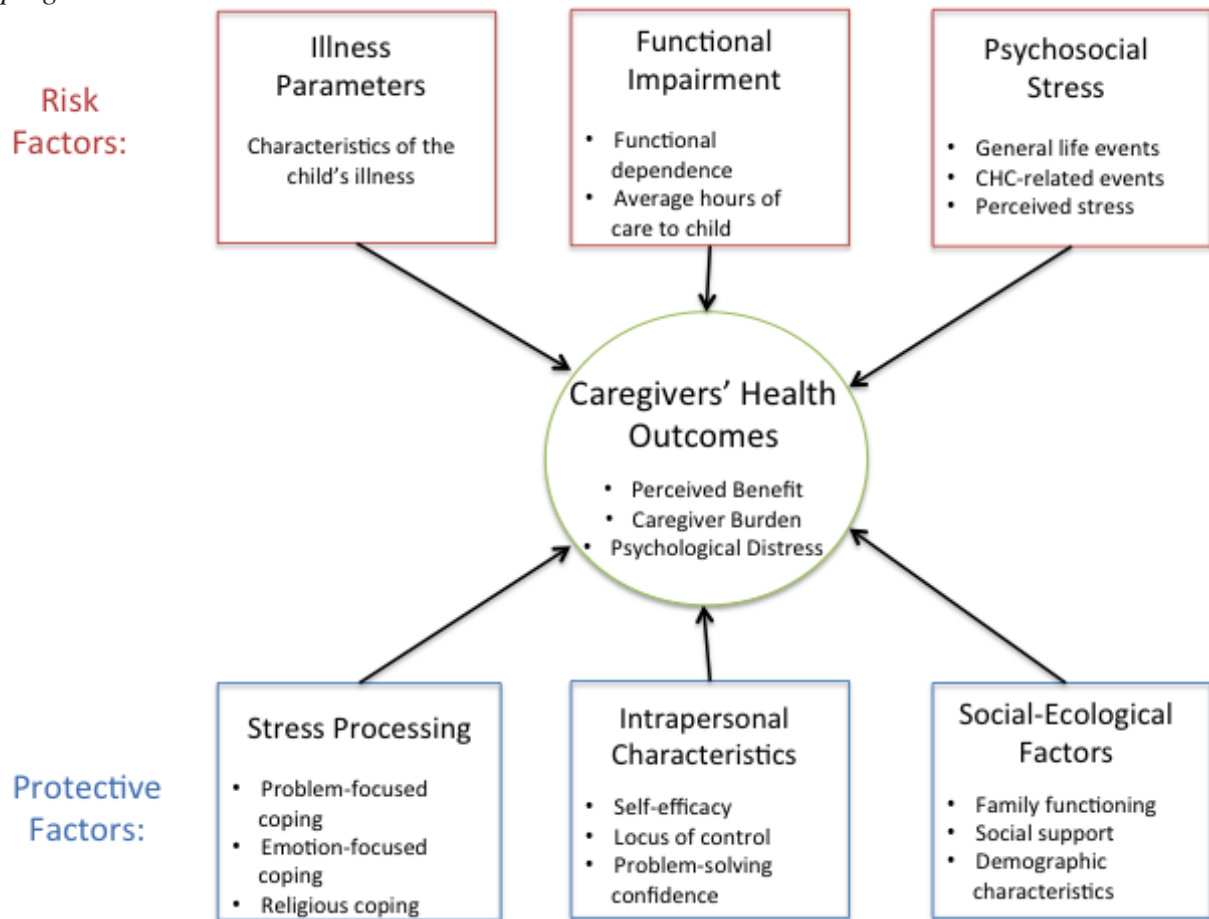 Risk
Factors:
Illness
Parameters
Characteristics of the
child's illness
Functional
Impairment
• Functional
dependence
• Average hours of
care to child
Psychosocial
Stress
• General life events
• CHC-related events
• Perceived stress
Caregivers' Health
Outcomes
• Perceived Benefit
• Caregiver Burden
• Psychological Distress
Protective
Factors:
Stress Processing
• Problem-focused
coping
• Emotion-focused
coping
• Religious coping
Intrapersonal
Characteristics
• Self-efficacy
• Locus of control
• Problem-solving
confidence
Social-Ecological
Factors
• Family functioning
• Social support
• Demographic
characteristics